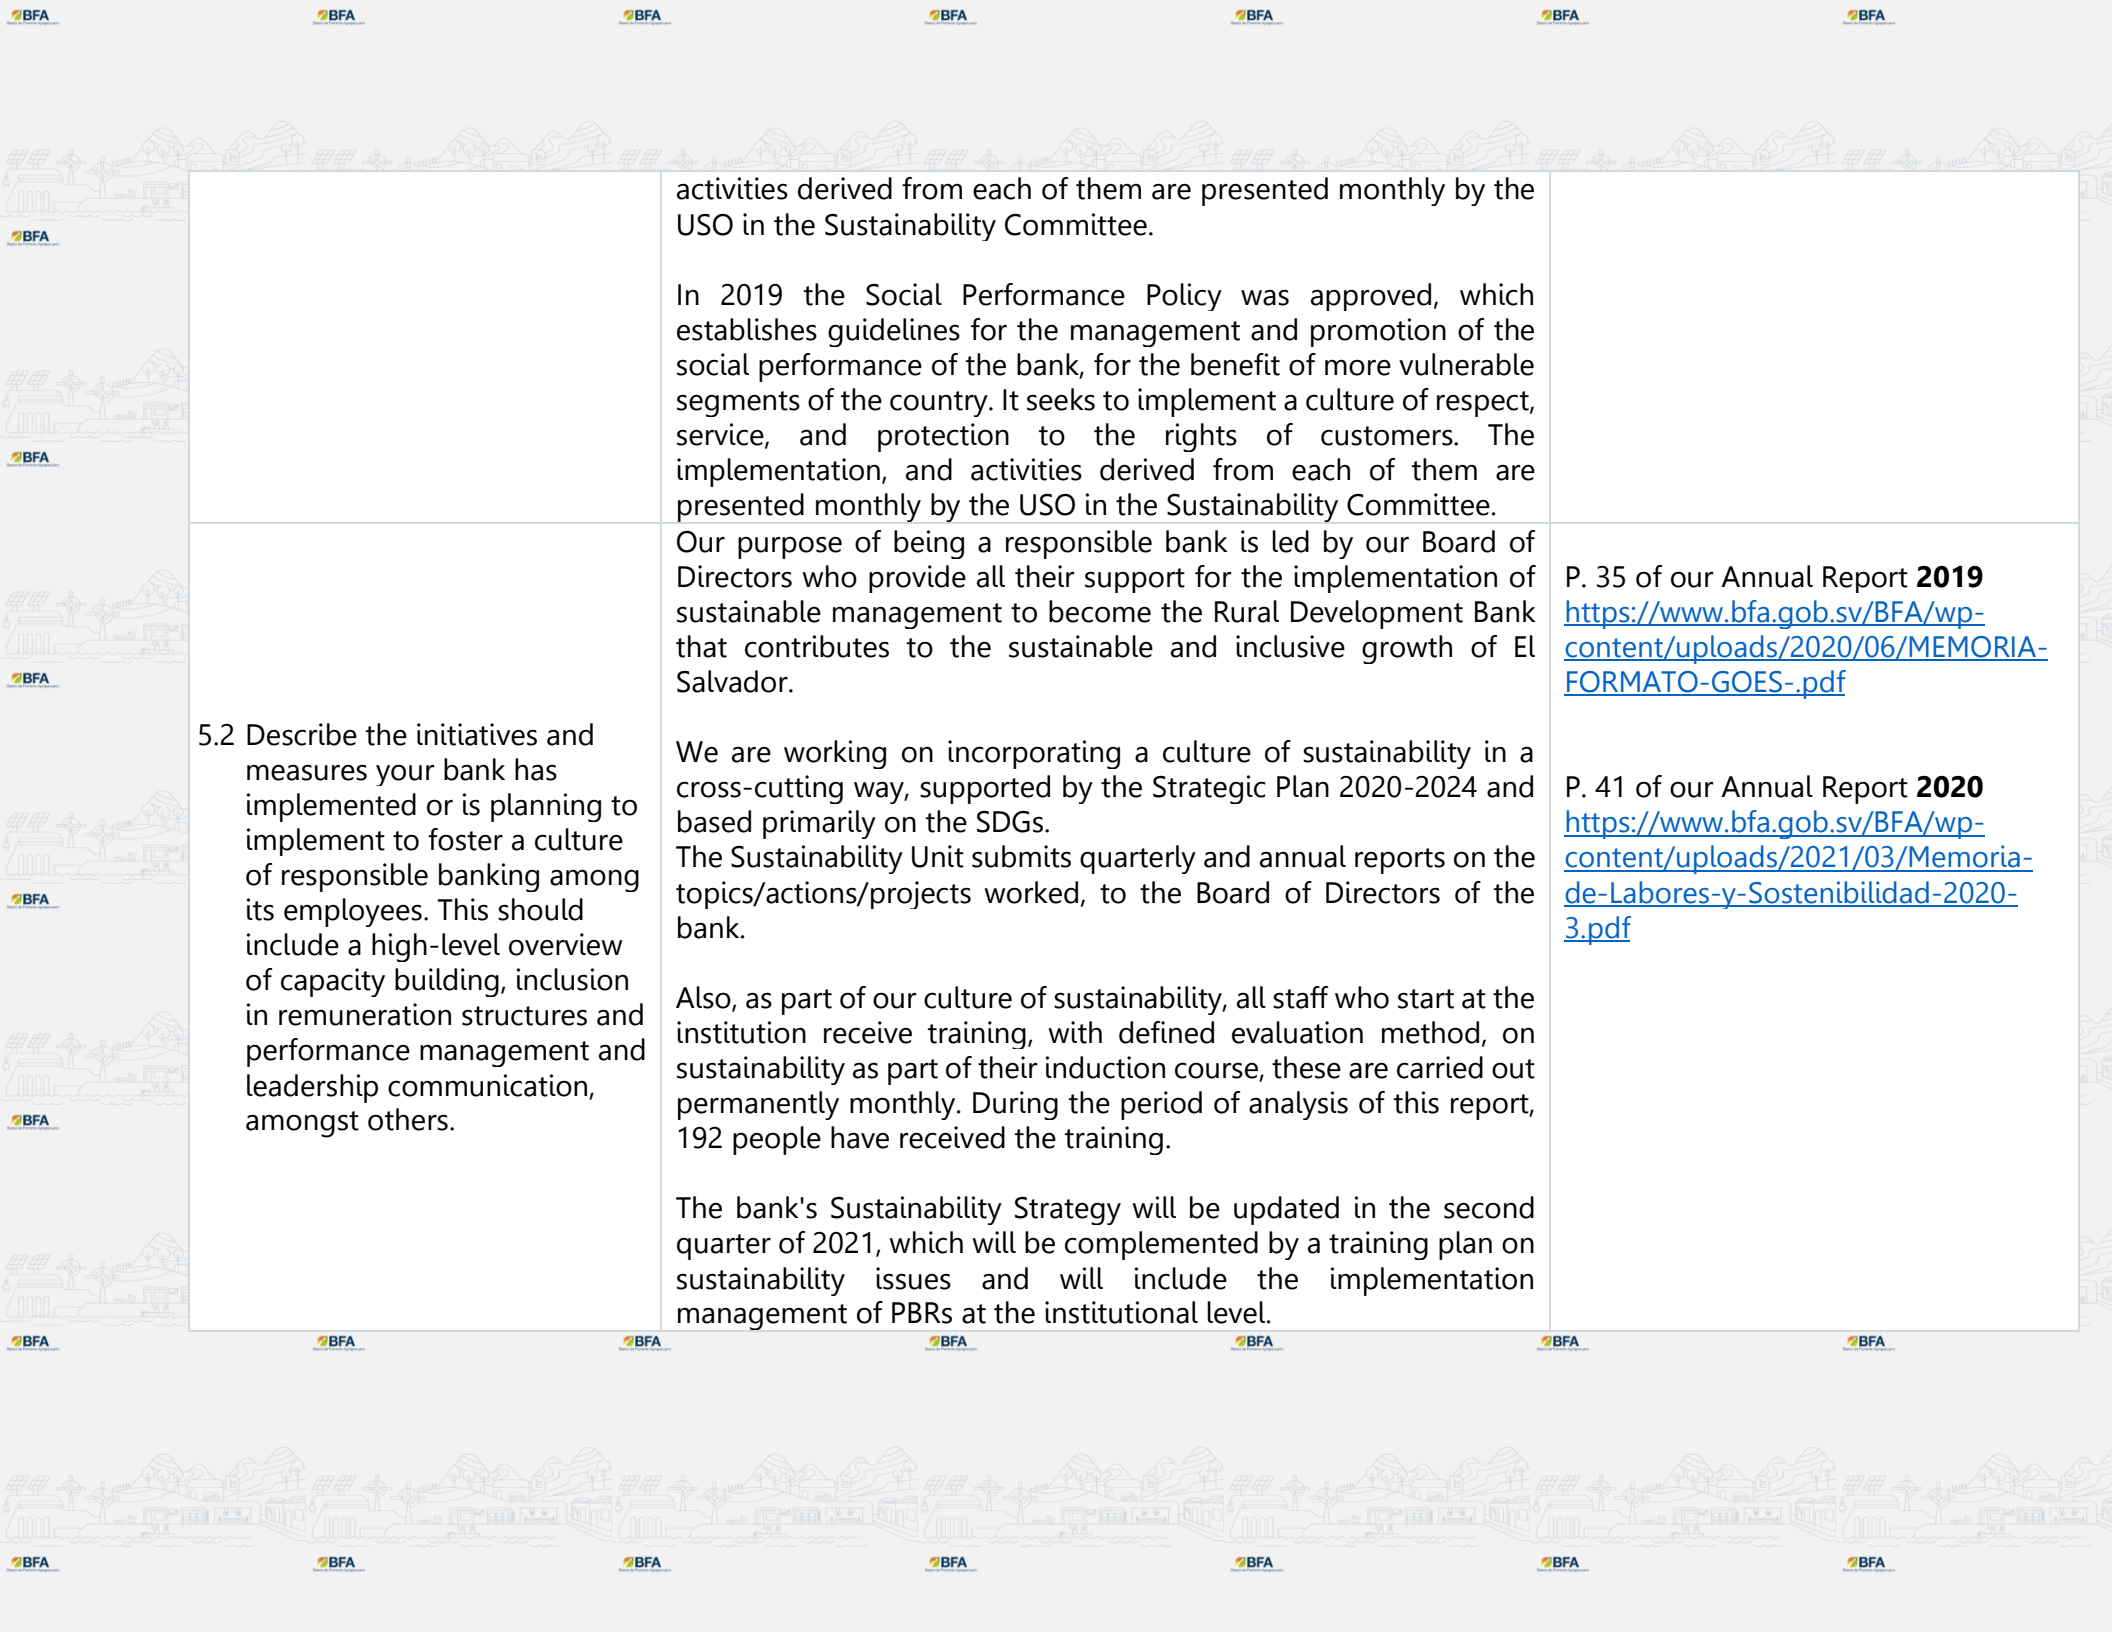 BFA BFA BFA BFA BFA BFA BFA
activities derived from each of them are presented monthly by the
USO in the Sustainability Committee.
BFA
In 2019 the Social Performance Policy was approved, which
establishes guidelines for the management and promotion of the
social performance of the bank, for the benefit of more vulnerable
segments of the country. It seeks to implement a culture of respect,
service, and protection to the rights of customers. The
implementation, and activities derived from each of them are
presented monthly by the USO in the Sustainability Committee.
BFA
5.2 Describe the initiatives and
measures your bank has
implemented or is planning to
implement to foster a culture
of responsible banking among
its employees. This should
include a high-level overview
of capacity building, inclusion
in remuneration structures and
performance management and
leadership communication,
amongst others.
Our purpose of being a responsible bank is led by our Board of
Directors who provide all their support for the implementation of
sustainable management to become the Rural Development Bank
that contributes to the sustainable and inclusive growth of El
Salvador.
We are working on incorporating a culture of sustainability in a
cross-cutting way, supported by the Strategic Plan 2020-2024 and
based primarily on the SDGs.
The Sustainability Unit submits quarterly and annual reports on the
topics/actions/projects worked, to the Board of Directors of the
bank.
Also, as part of our culture of sustainability, all staff who start at the
institution receive training, with defined evaluation method, on
sustainability as part of their induction course, these are carried out
permanently monthly. During the period of analysis of this report,
192 people have received the training.
The bank's Sustainability Strategy will be updated in the second
quarter of 2021, which will be complemented by a training plan on
sustainability issues and will include the implementation
management of PBRs at the institutional level.
P. 35 of our Annual Report 2019
https://www.bfa.gob.sv/BFA/wp-
content/uploads/2020/06/MEMORIA-
FORMATO-GOES-.pdf
P. 41 of our Annual Report 2020
https://www.bfa.gob.sv/BFA/wp-
content/uploads/2021/03/Memoria-
de-Labores-y-Sostenibilidad-2020-
3.pdf
BFA
BFA
BFA
BFA BFA BFA BFA BFA BFA BFA
BFA BFA BFA BFA BFA BFA BFA